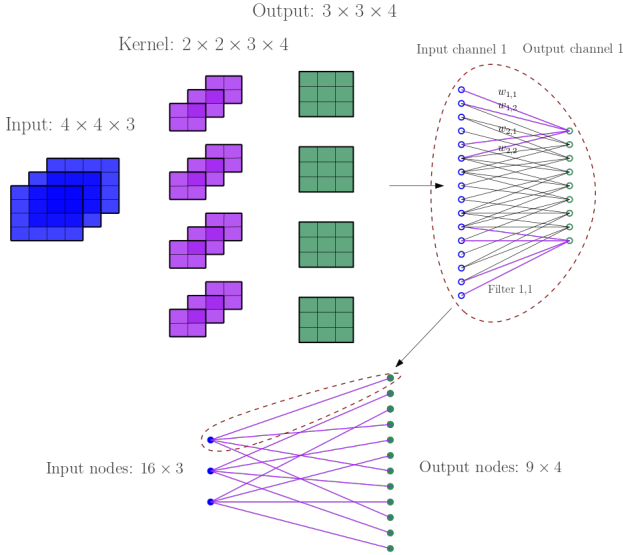 Output: 3 × 3 × 4
Kernel: 2 × 2 × 3 × 4
Input channel 1
Output channel 1
Input: 4 × 4 × 3
w₁,₁
w₁,₂
w₂,₁
w₂,₂
Filter 1,1
Input nodes: 16 × 3
Output nodes: 9 × 4